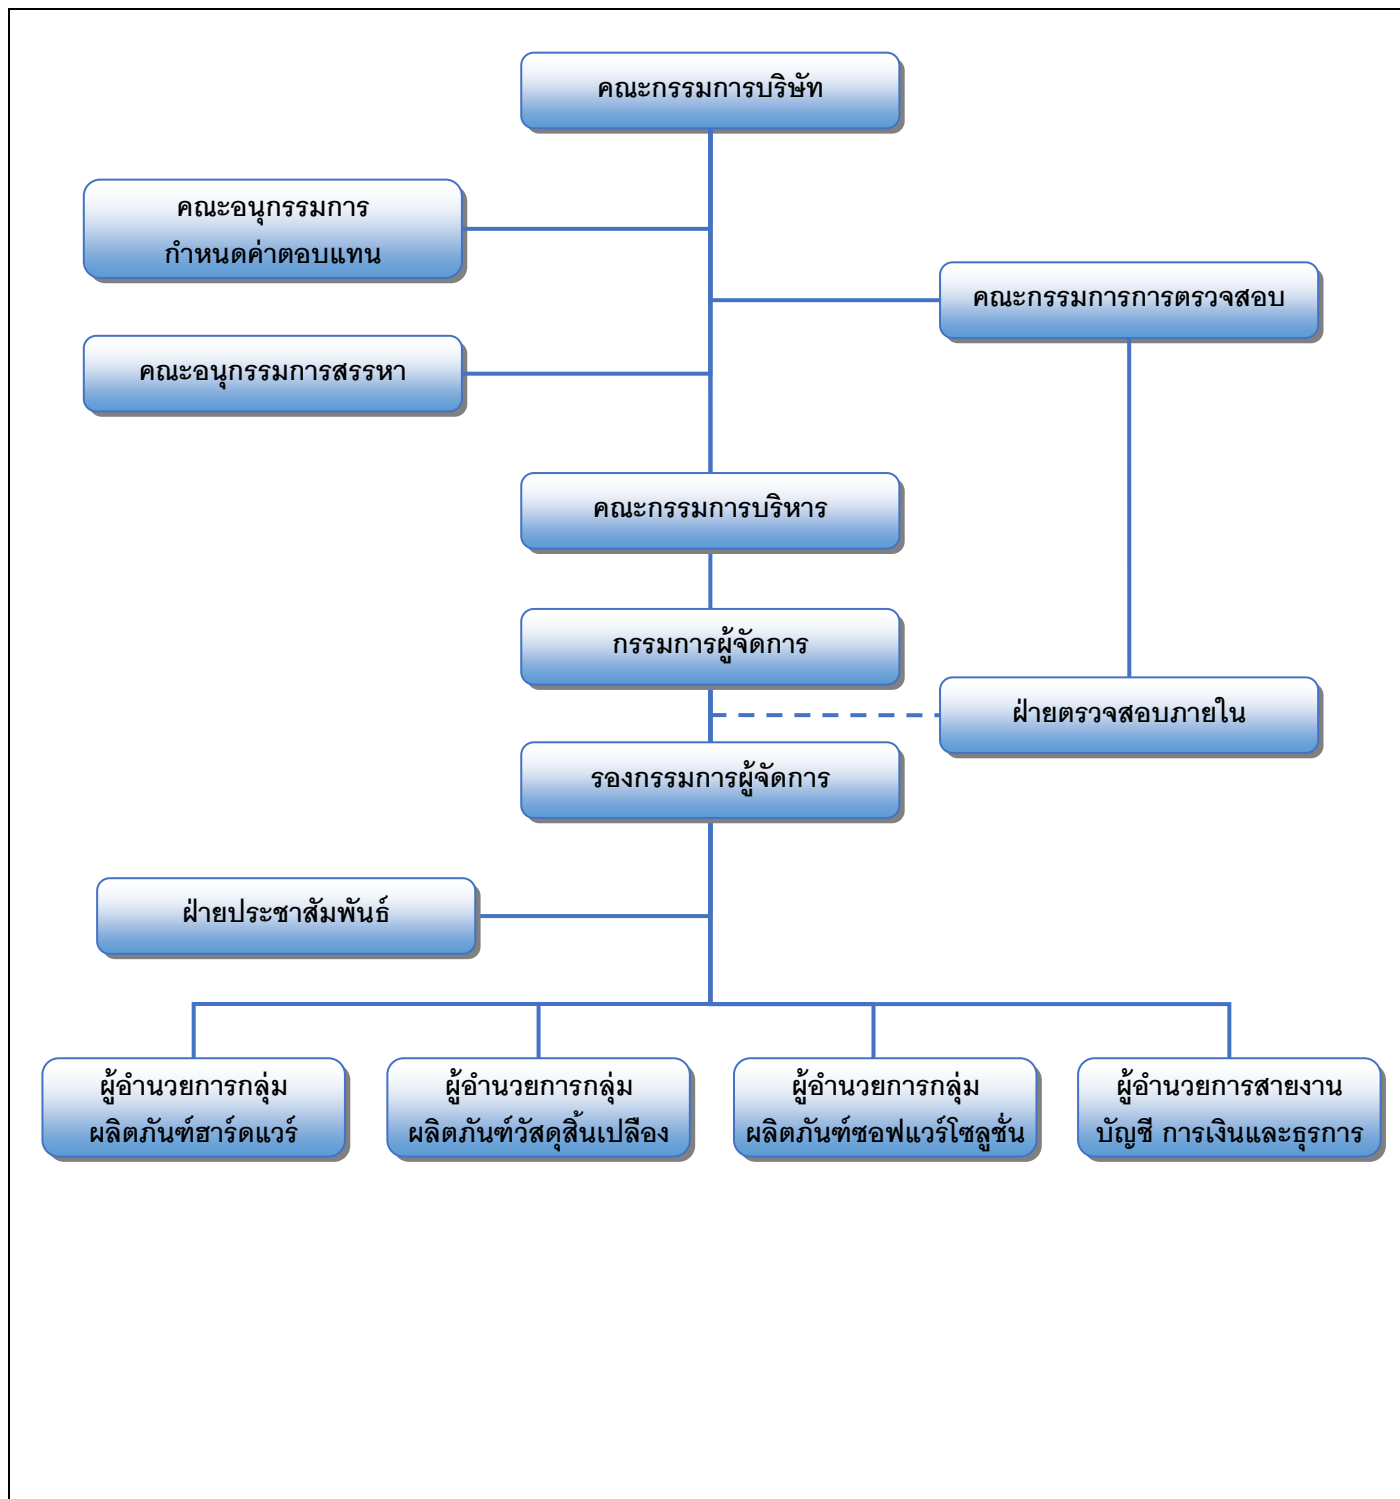 คณะกรรมการบริษัท
คณะอนุกรรมการ
กำหนดค่าตอบแทน
คณะกรรมการการตรวจสอบ
คณะอนุกรรมการสรรหา
คณะกรรมการบริหาร
กรรมการผู้จัดการ
ฝ่ายตรวจสอบภายใน
รองกรรมการผู้จัดการ
ฝ่ายประชาสัมพันธ์
ผู้อำนวยการกลุ่ม
ผลิตภันฑ์ฮาร์ดแวร์
ผู้อำนวยการกลุ่ม
ผลิตภันฑ์วัสดุสิ้นเปลือง
ผู้อำนวยการกลุ่ม
ผลิตภันฑ์ซอฟแวร์โซลูชั่น
ผู้อำนวยการสายงาน
บัญชี การเงินและธุรการ